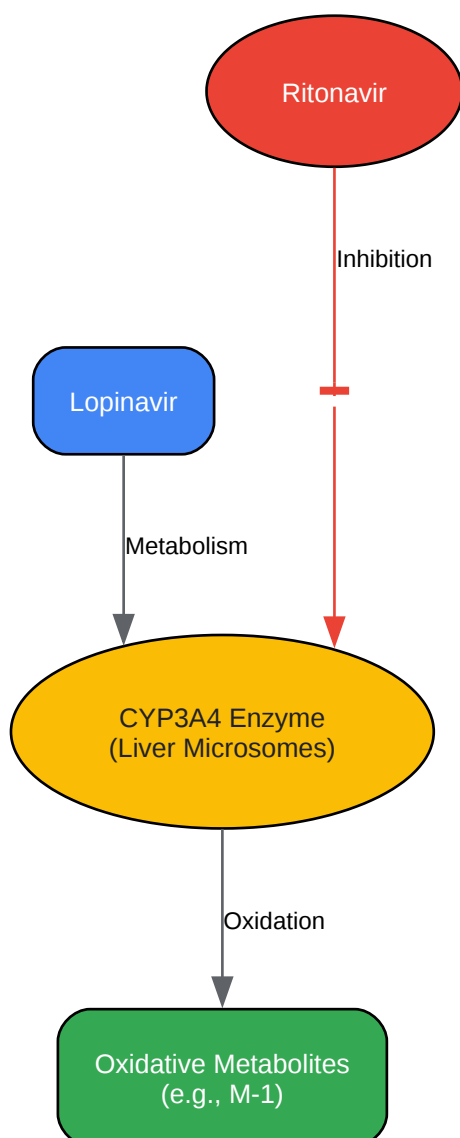 Ritonavir
Inhibition
Lopinavir
Metabolism
CYP3A4 Enzyme
(Liver Microsomes)
Oxidation
Oxidative Metabolites
(e.g., M-1)